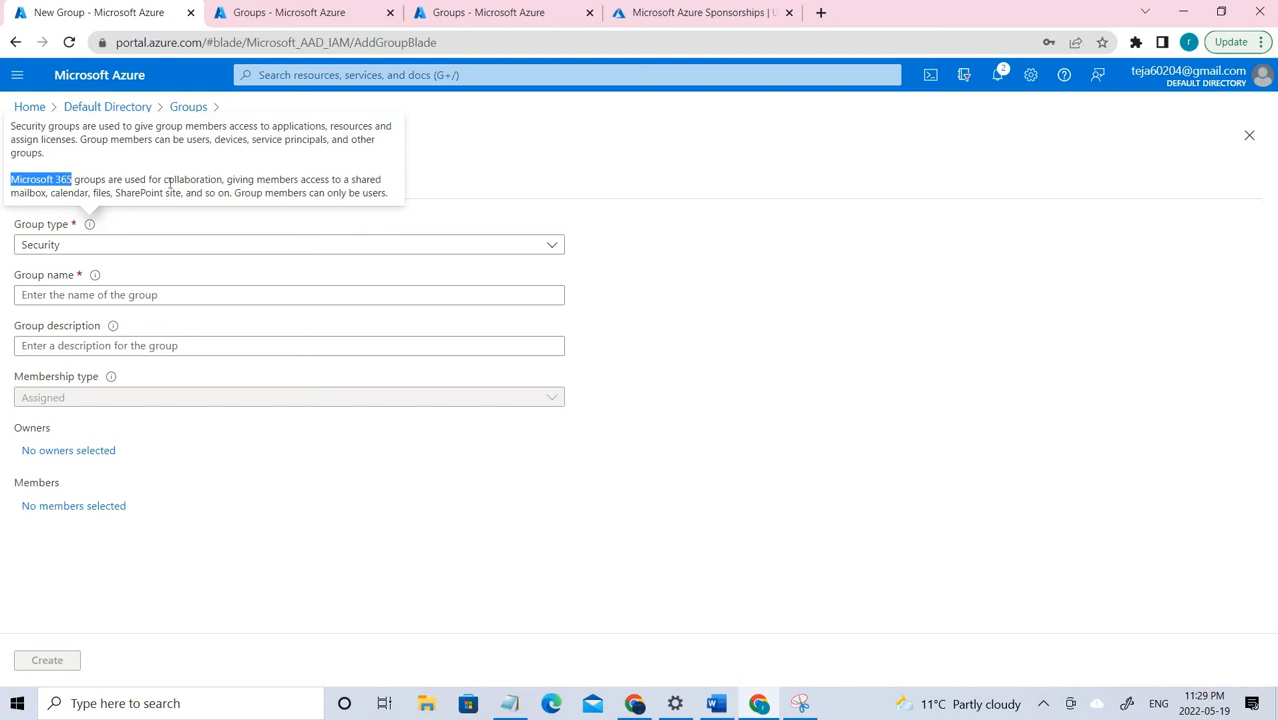 New Group - Microsoft Azure
Groups - Microsoft Azure
Groups - Microsoft Azure
Microsoft Azure Sponsorships | U
portal.azure.com/#blade/Microsoft_AAD_IAM/AddGroupBlade
r
Update
Microsoft Azure
Search resources, services, and docs (G+/)
2
teja60204@gmail.com
DEFAULT DIRECTORY
Home > Default Directory > Groups >
Security groups are used to give group members access to applications, resources and
assign licenses. Group members can be users, devices, service principals, and other
groups.
Microsoft 365 groups are used for collaboration, giving members access to a shared
mailbox, calendar, files, SharePoint site, and so on. Group members can only be users.
Group type *
Security
Group name *
Enter the name of the group
Group description
Enter a description for the group
Membership type
Assigned
Owners
No owners selected
Members
No members selected
Create
Type here to search
11°C Partly cloudy
ENG
11:29 PM
2022-05-19